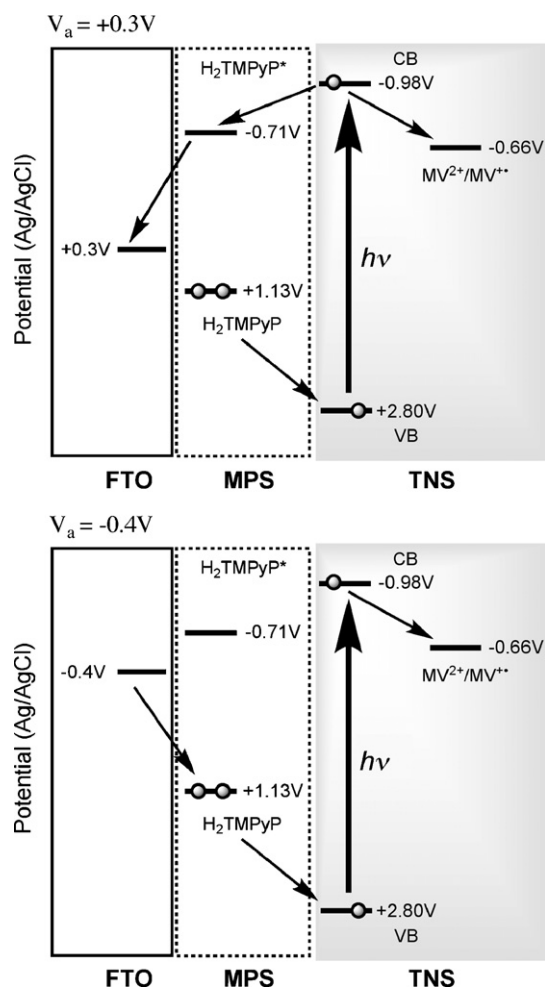 Vₐ = +0.3V
Potential (Ag/AgCl)
H₂TMPyP*
CB
-0.98V
-0.71V
-0.66V
MV²⁺/MV⁺•
+0.3V
hν
+1.13V
H₂TMPyP
+2.80V
VB
FTO MPS TNS
Vₐ = -0.4V
Potential (Ag/AgCl)
H₂TMPyP*
CB
-0.98V
-0.71V
-0.66V
MV²⁺/MV⁺•
-0.4V
hν
+1.13V
H₂TMPyP
+2.80V
VB
FTO MPS TNS